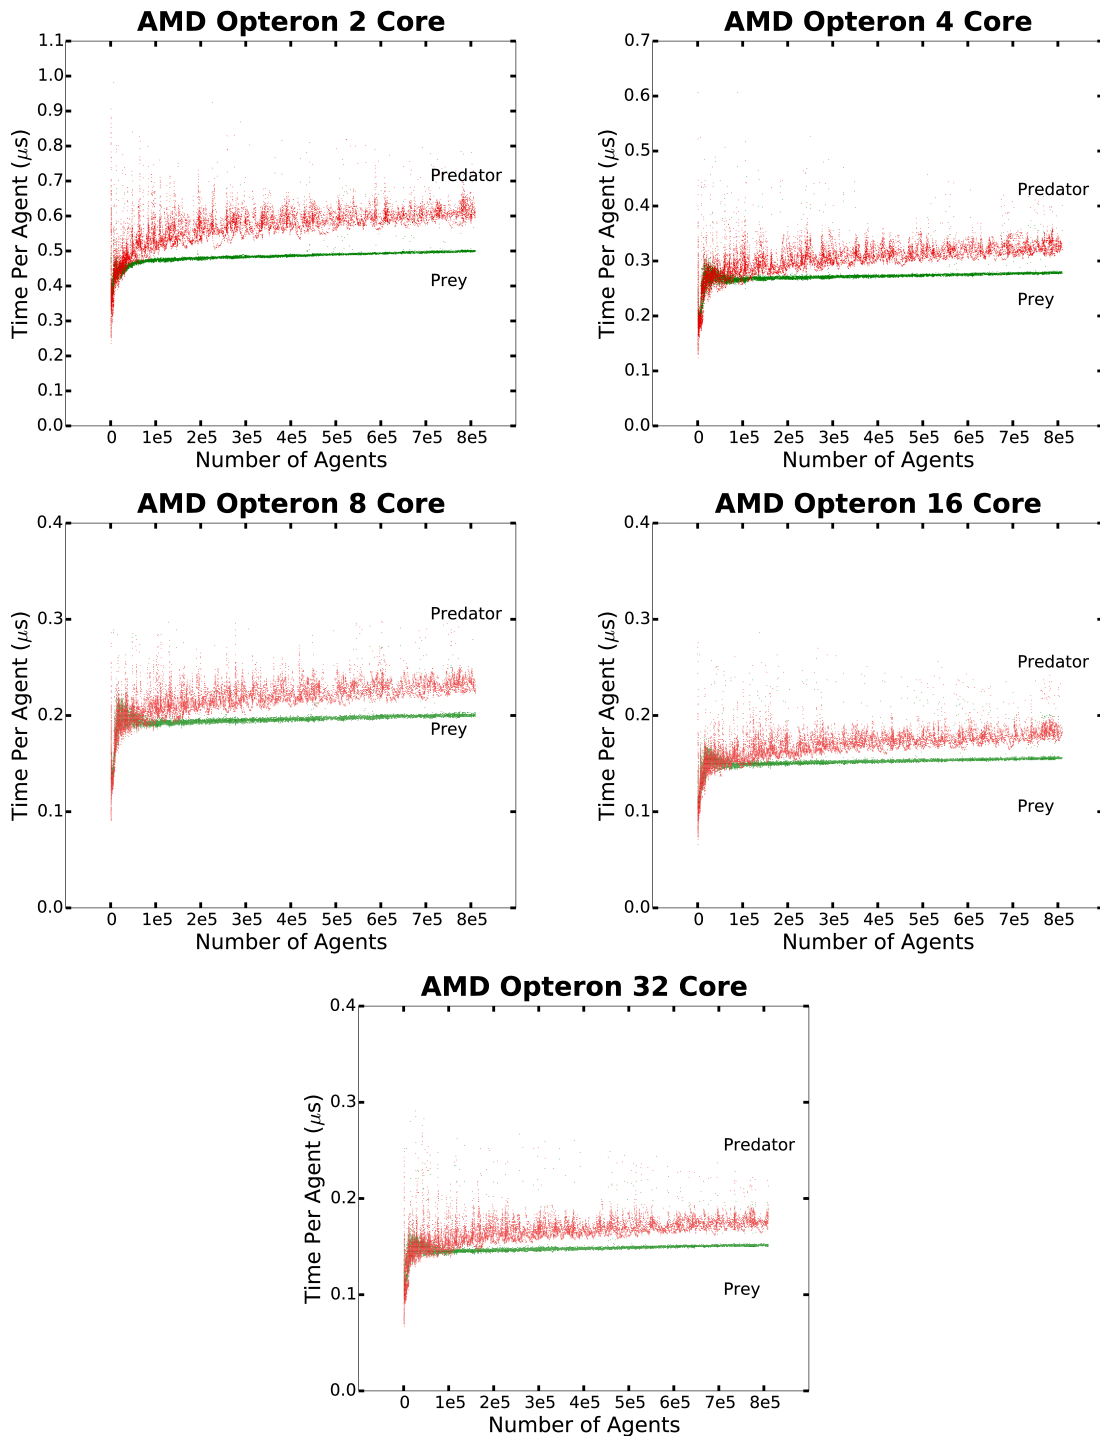 AMD Opteron 2 Core
1.1
1.0
0.9
0.8
0.7
0.6
0.5
0.4
0.3
0.2
0.1
0.0
Time Per Agent (μs)
Predator
Prey
0 1e5 2e5 3e5 4e5 5e5 6e5 7e5 8e5
Number of Agents
AMD Opteron 4 Core
0.7
0.6
0.5
0.4
0.3
0.2
0.1
0.0
Time Per Agent (μs)
Predator
Prey
0 1e5 2e5 3e5 4e5 5e5 6e5 7e5 8e5
Number of Agents
AMD Opteron 8 Core
0.4
0.3
0.2
0.1
0.0
Time Per Agent (μs)
Predator
Prey
0 1e5 2e5 3e5 4e5 5e5 6e5 7e5 8e5
Number of Agents
AMD Opteron 16 Core
0.4
0.3
0.2
0.1
0.0
Time Per Agent (μs)
Predator
Prey
0 1e5 2e5 3e5 4e5 5e5 6e5 7e5 8e5
Number of Agents
AMD Opteron 32 Core
0.4
0.3
0.2
0.1
0.0
Time Per Agent (μs)
Predator
Prey
0 1e5 2e5 3e5 4e5 5e5 6e5 7e5 8e5
Number of Agents